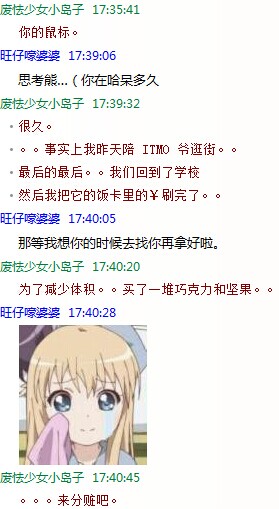 废怯少女小岛子 17:35:41
你的鼠标。
旺仔嚎婆婆 17:39:06
思考熊…（你在哈呆多久
废怯少女小岛子 17:39:32
• 很久。
• 。。事实上我昨天陪 ITMO 爷逛街。。
• 最后的最后。。我们回到了学校
• 然后我把它的饭卡里的￥刷完了。。
旺仔嚎婆婆 17:40:05
那等我想你的时候去找你再拿好啦。
废怯少女小岛子 17:40:20
为了减少体积。。买了一堆巧克力和坚果。。
旺仔嚎婆婆 17:40:28
废怯少女小岛子 17:40:45
。。。来分赃吧。